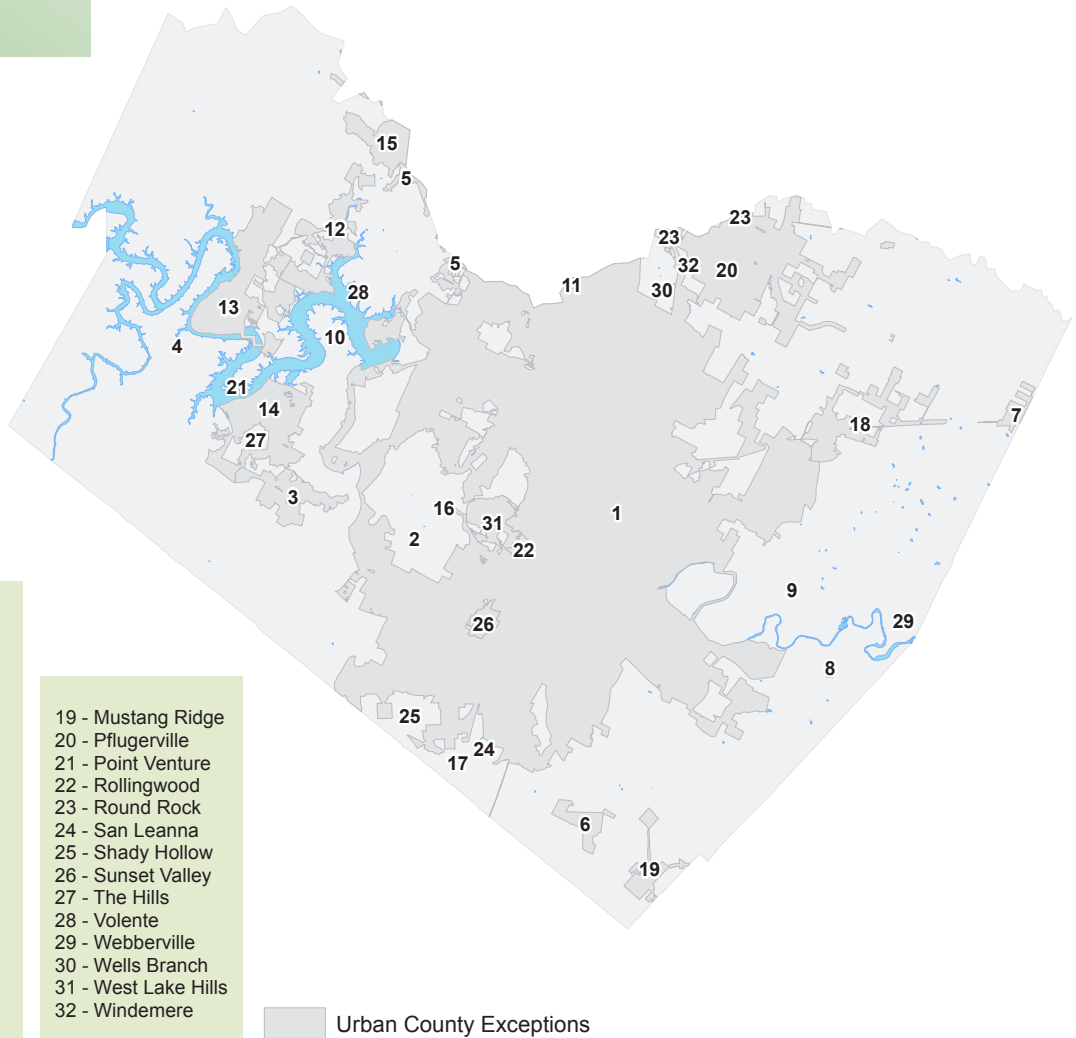 15
5
23
12
23
5
32
20
11
30
28
13
10
4
21
7
14
18
27
3
16
1
31
2
22
9
29
26
8
25
24
17
6
19
19 - Mustang Ridge
20 - Pflugerville
21 - Point Venture
22 - Rollingwood
23 - Round Rock
24 - San Leanna
25 - Shady Hollow
26 - Sunset Valley
27 - The Hills
28 - Volente
29 - Webberville
30 - Wells Branch
31 - West Lake Hills
32 - Windemere
Urban County Exceptions